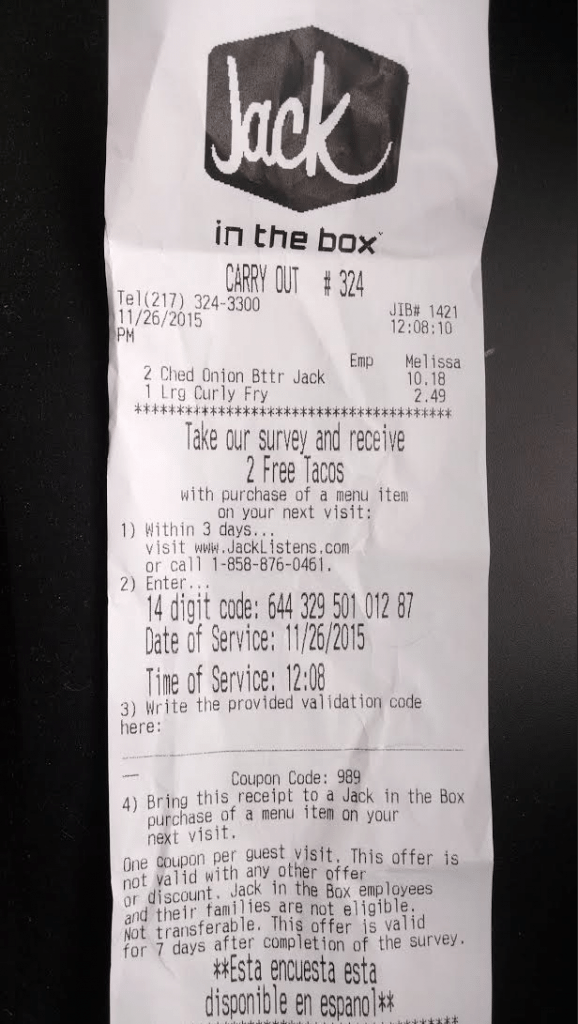 Jack
in the box
CARRY OUT # 324
Tel(217) 324-3300
JIB# 1421
11/26/2015 12:08:10
PM
Emp Melissa
2 Ched Onion Bttr Jack 10.18
1 Lrg Curly Fry 2.49
****************************************
Take our survey and receive
2 Free Tacos
with purchase of a menu item
on your next visit:
1) Within 3 days...
visit www.JackListens.com
or call 1-858-876-0461.
2) Enter...
14 digit code: 644 329 501 012 87
Date of Service: 11/26/2015
Time of Service: 12:08
3) Write the provided validation code
here:
Coupon Code: 989
4) Bring this receipt to a Jack in the Box
purchase of a menu item on your
next visit.
One coupon per guest visit. This offer is
not valid with any other offer
or discount. Jack in the Box employees
and their families are not eligible.
Not transferable. This offer is valid
for 7 days after completion of the survey.
**Esta encuesta esta
disponible en espanol**